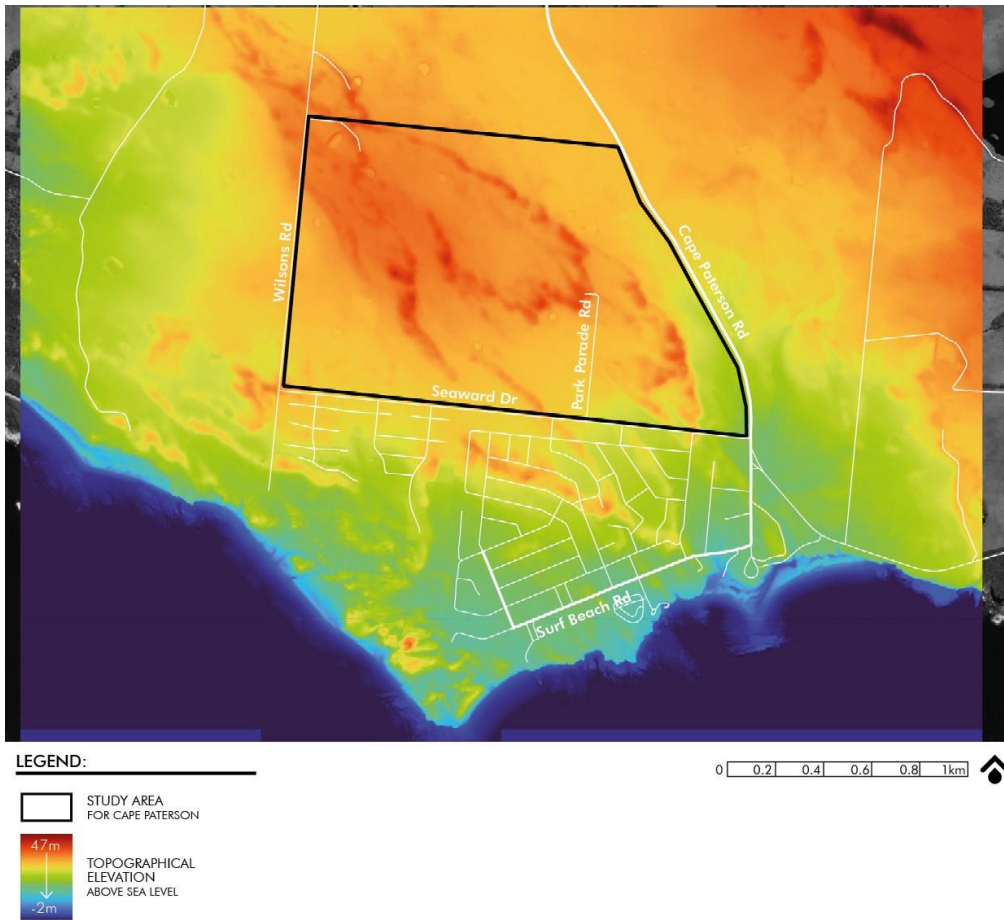 Wilsons Rd
Cape Paterson Rd
Park Parade Rd
Seaward Dr
Surf Beach Rd
LEGEND:
STUDY AREA
FOR CAPE PATERSON
47m
-2m
TOPOGRAPHICAL
ELEVATION
ABOVE SEA LEVEL
0 0.2 0.4 0.6 0.8 1km